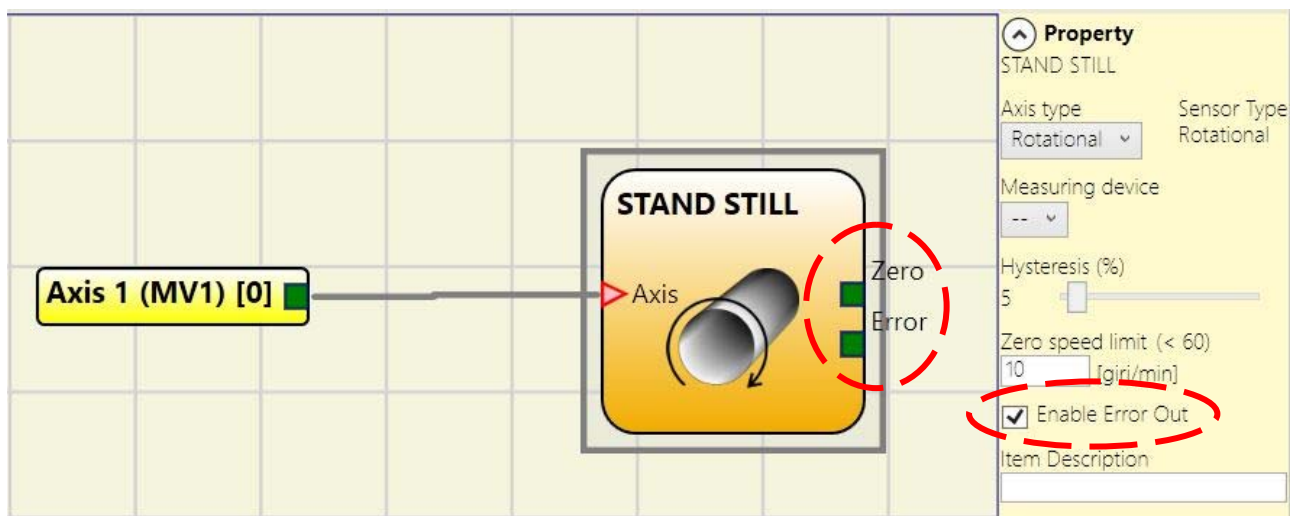 Axis 1 (MV1) [0]
STAND STILL
Axis
Zero
Error
Property
STAND STILL
Axis type Sensor Type
Rotational Rotational
Measuring device
--
Hysteresis (%)
5
Zero speed limit (< 60)
10 [giri/min]
Enable Error Out
Item Description